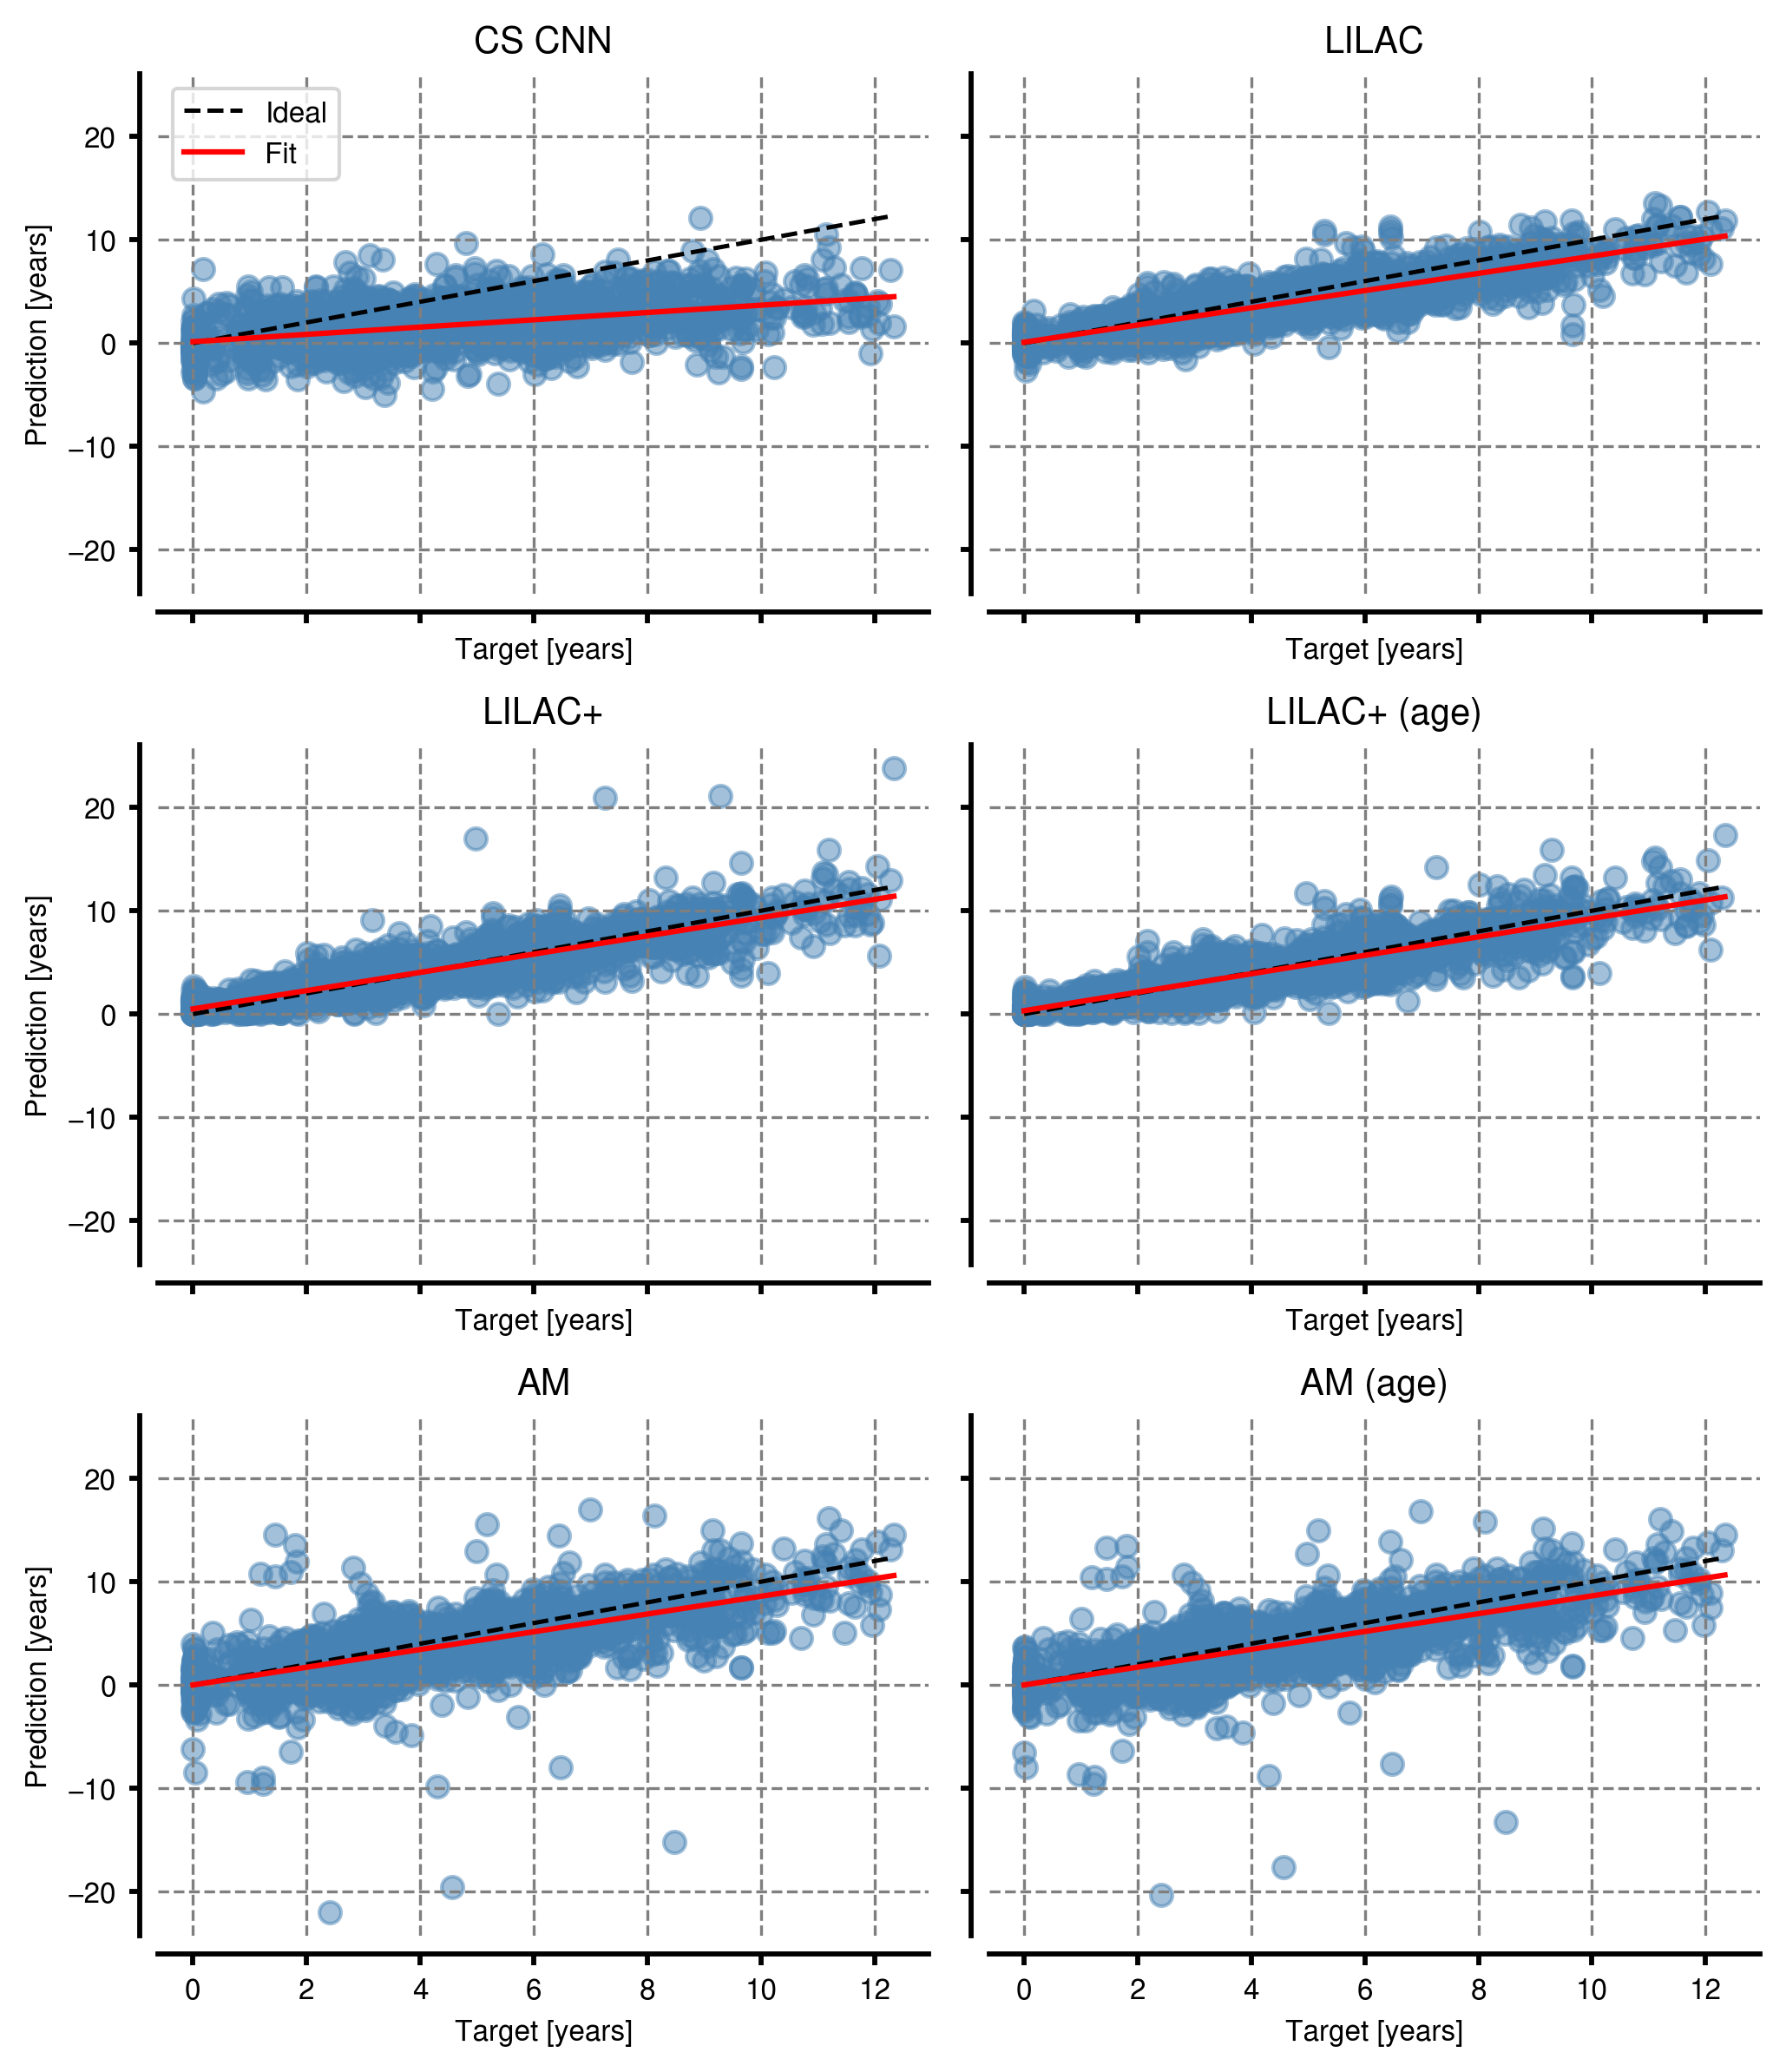 CS CNN
LILAC
Ideal
Fit
20
10
0
−10
−20
Prediction [years]
Target [years]
Target [years]
LILAC+
LILAC+ (age)
20
10
0
−10
−20
Prediction [years]
Target [years]
Target [years]
AM
AM (age)
20
10
0
−10
−20
Prediction [years]
0 2 4 6 8 10 12
0 2 4 6 8 10 12
Target [years]
Target [years]